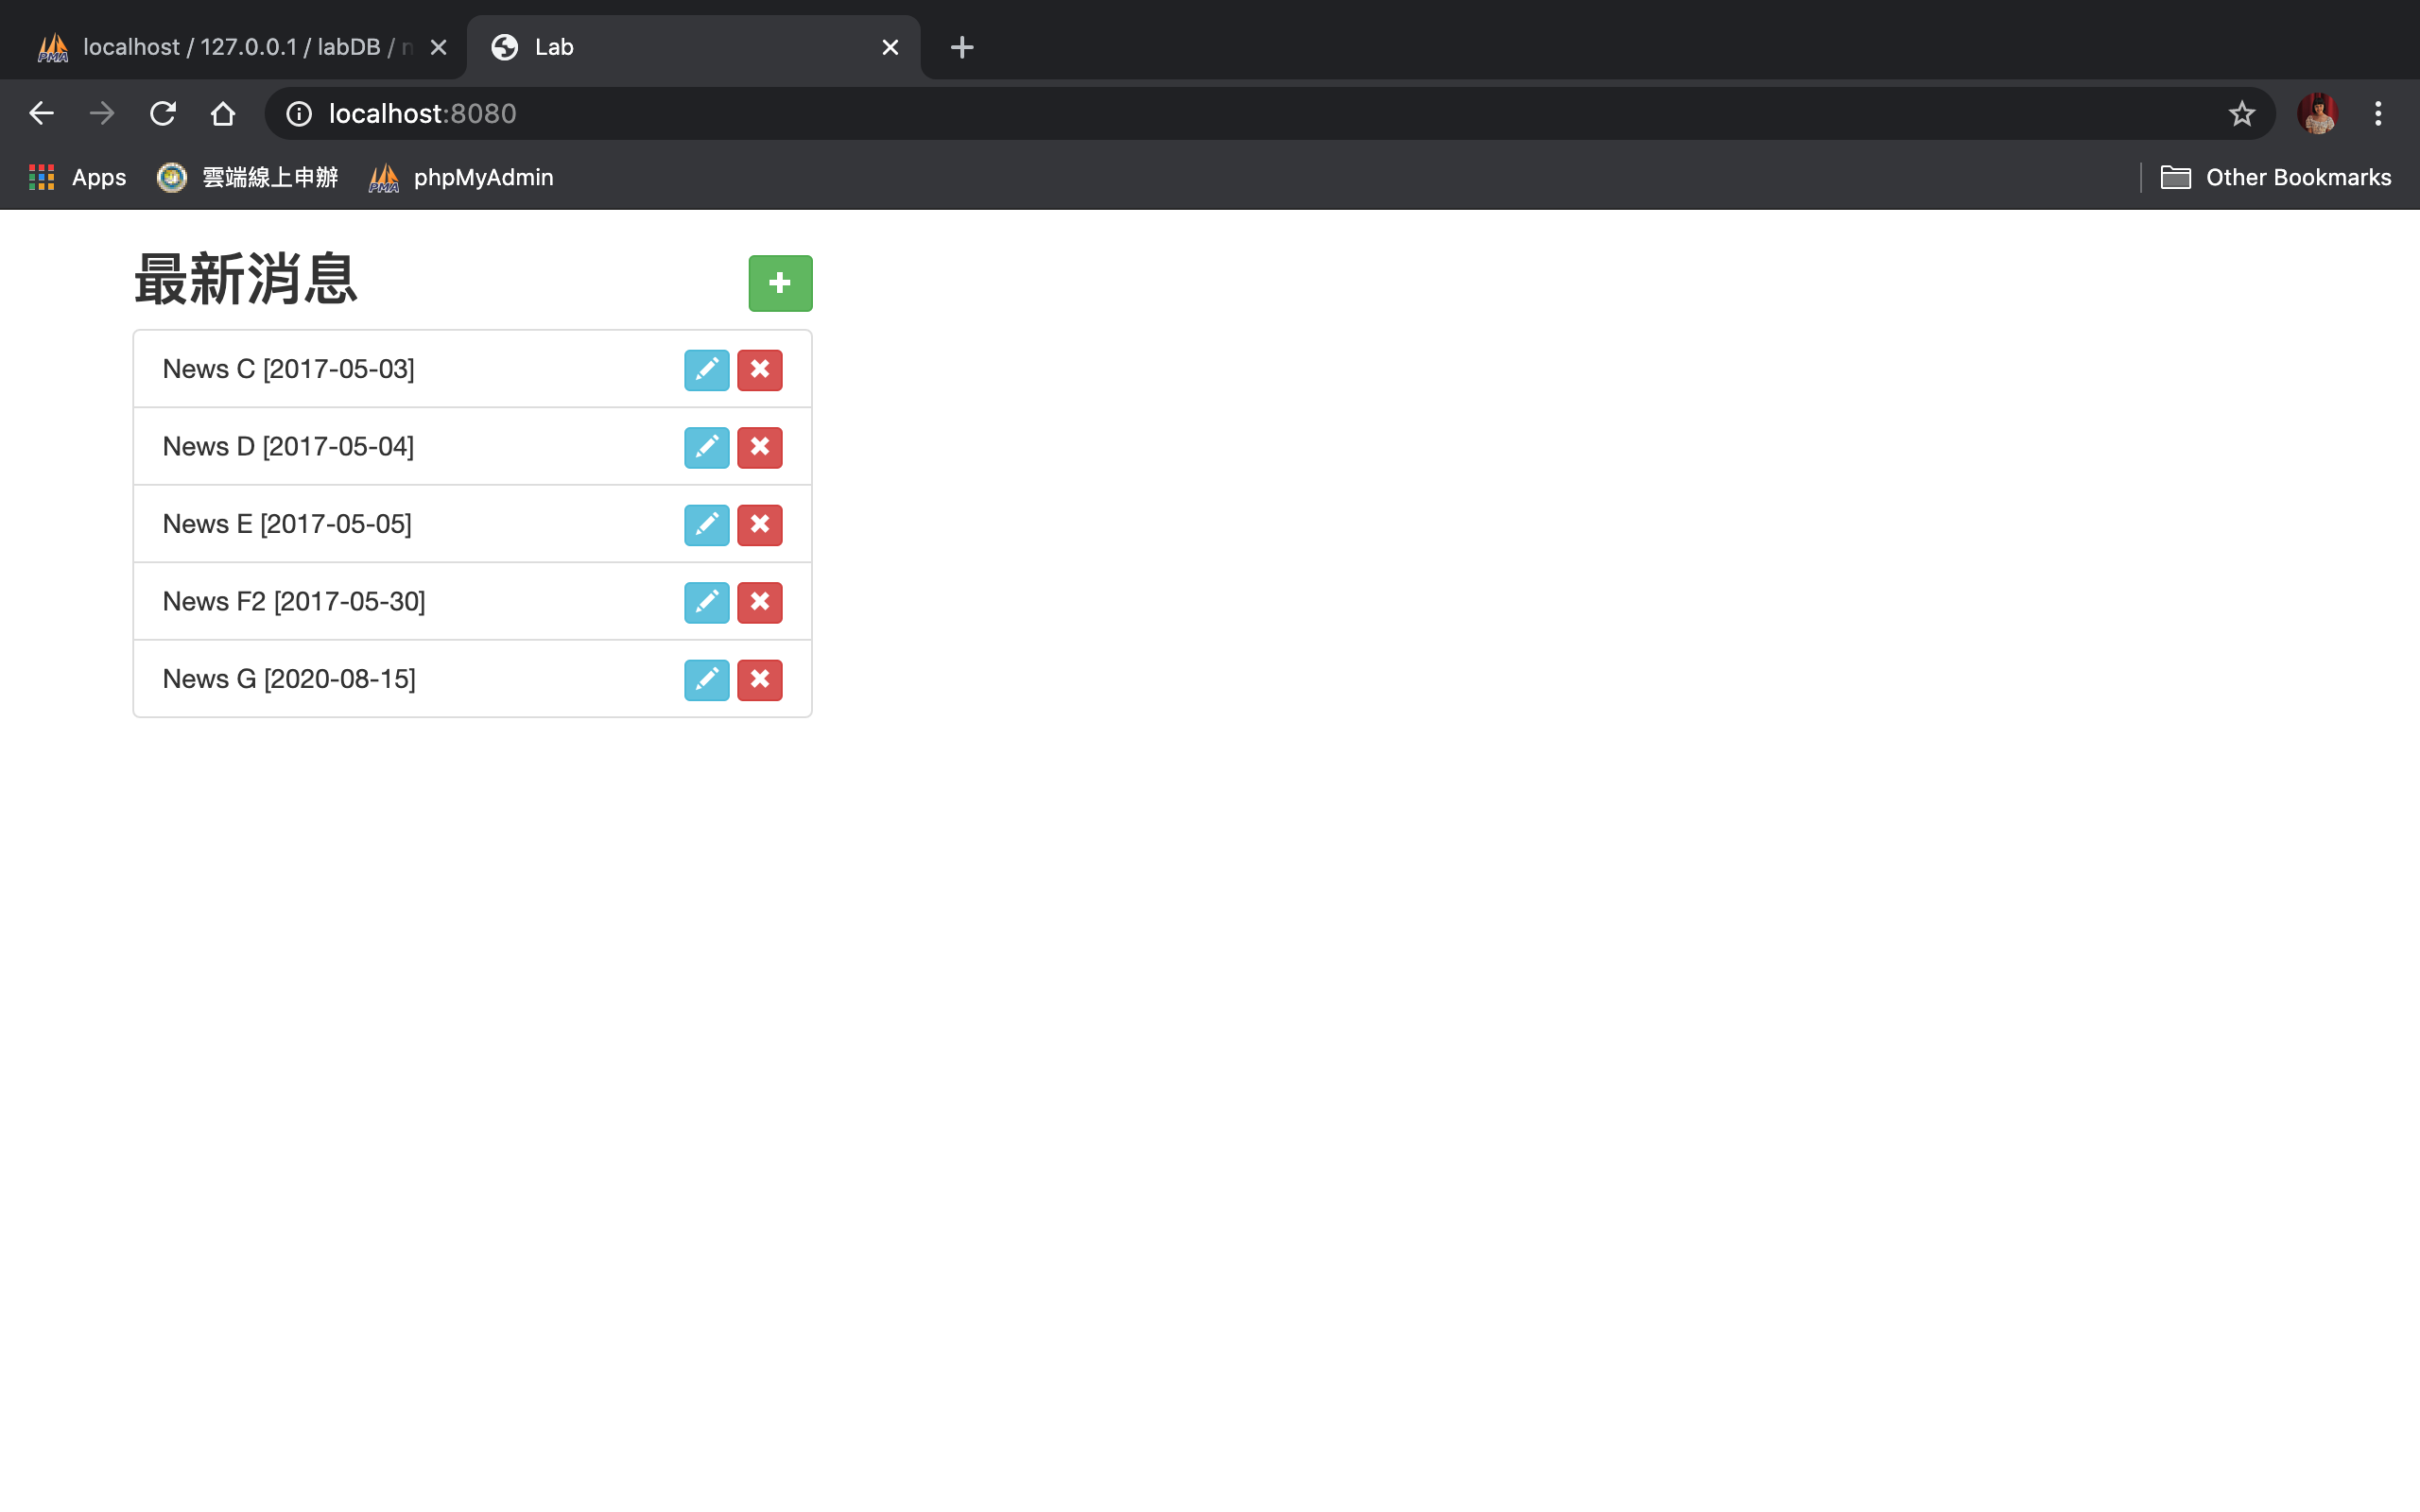 localhost / 127.0.0.1 / labDB /
Lab
localhost:8080
Apps
雲端線上申辦
phpMyAdmin
Other Bookmarks
最新消息
News C [2017-05-03]
News D [2017-05-04]
News E [2017-05-05]
News F2 [2017-05-30]
News G [2020-08-15]